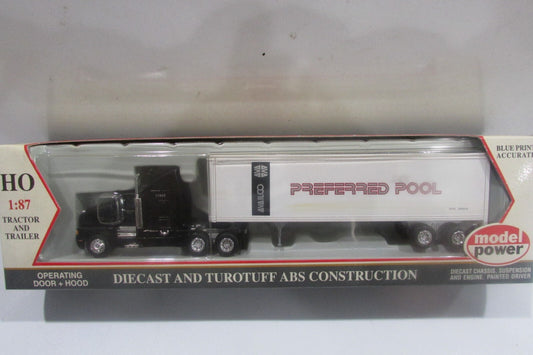 HO
1:87
TRACTOR
AND
TRAILER
OPERATING
DOOR + HOOD
PREFERRED POOL
BLUE PRINT
ACCURATE
model
power
DIECAST AND TUROTUFF ABS CONSTRUCTION
DIECAST CHASSIS, SUSPENSION
AND ENGINE. PAINTED DRIVER